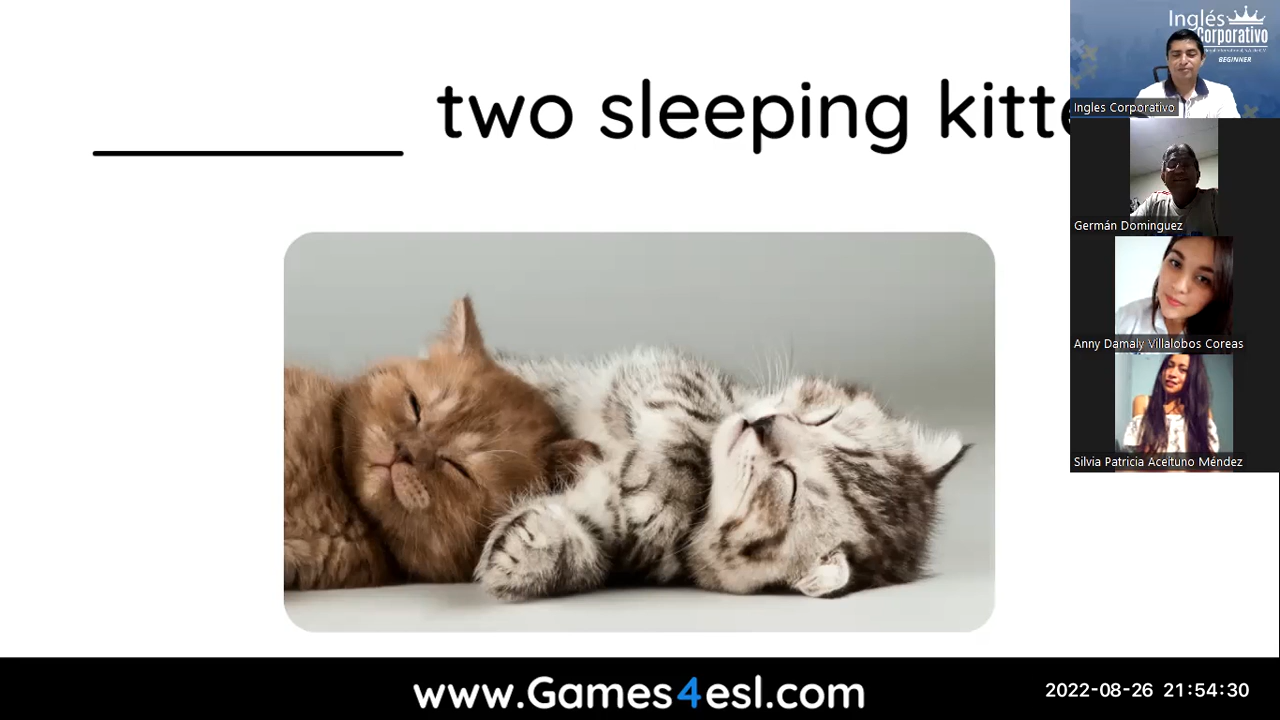 Inglés
Corporativo
BEGINNER
two sleeping
Ingles Corporativo
Germán Dominguez
Anny Damaly Villalobos Coreas
Silvia Patricia Aceituno Méndez
www.Games4esl.com
2022-08-26 21:54:30